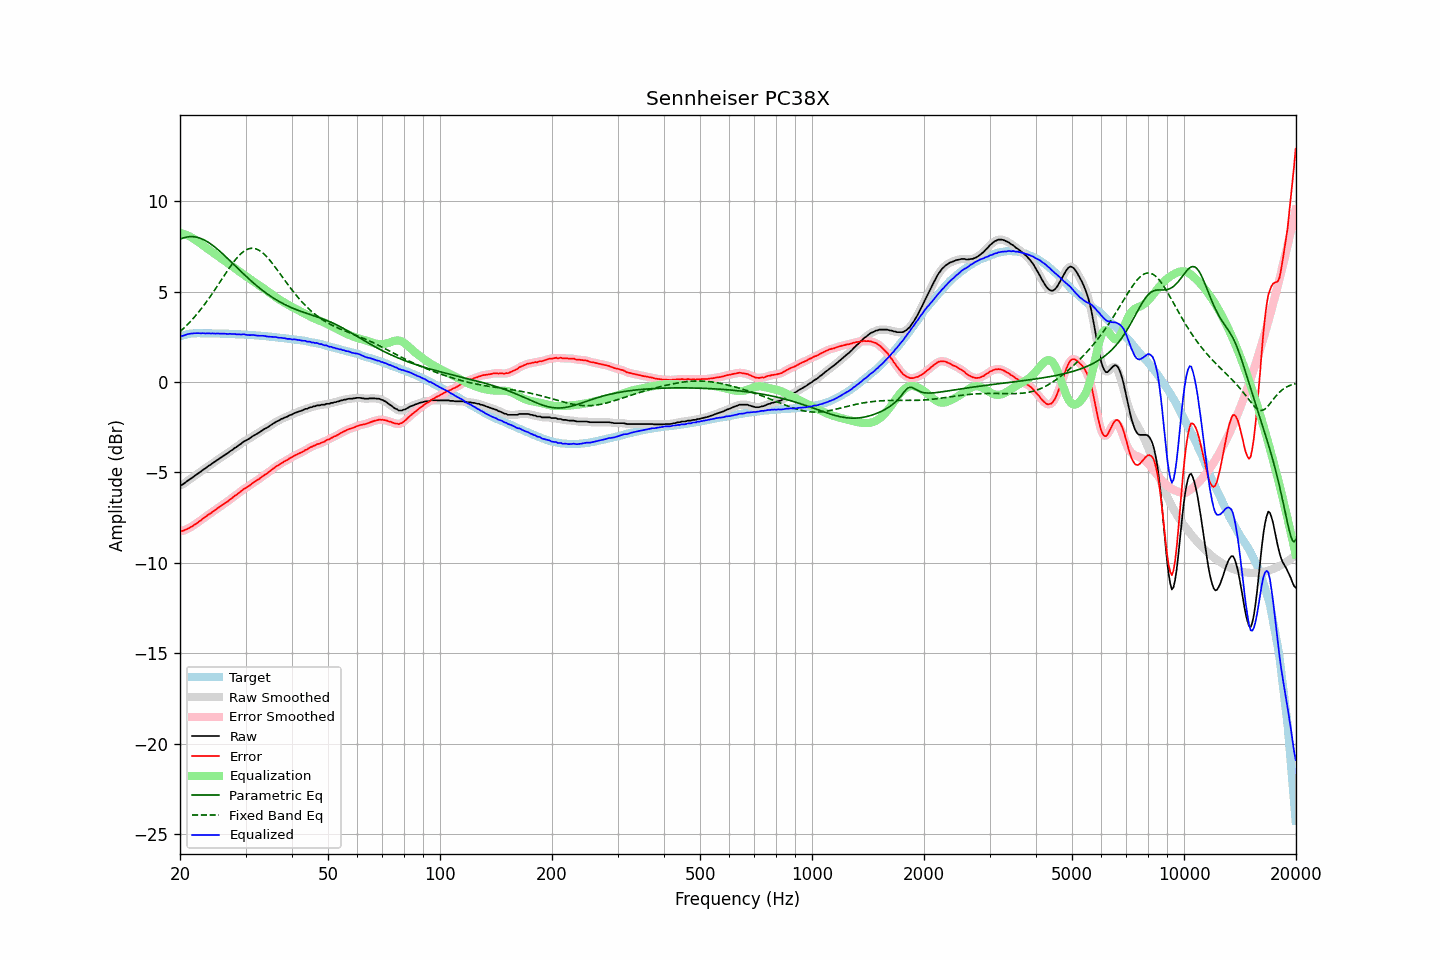 Sennheiser PC38X
Amplitude (dBr)
10
5
0
−5
−10
−15
−20
−25
Target
Raw Smoothed
Error Smoothed
Raw
Error
Equalization
Parametric Eq
Fixed Band Eq
Equalized
20 50 100 200 500 1000 2000 5000 10000 20000
Frequency (Hz)